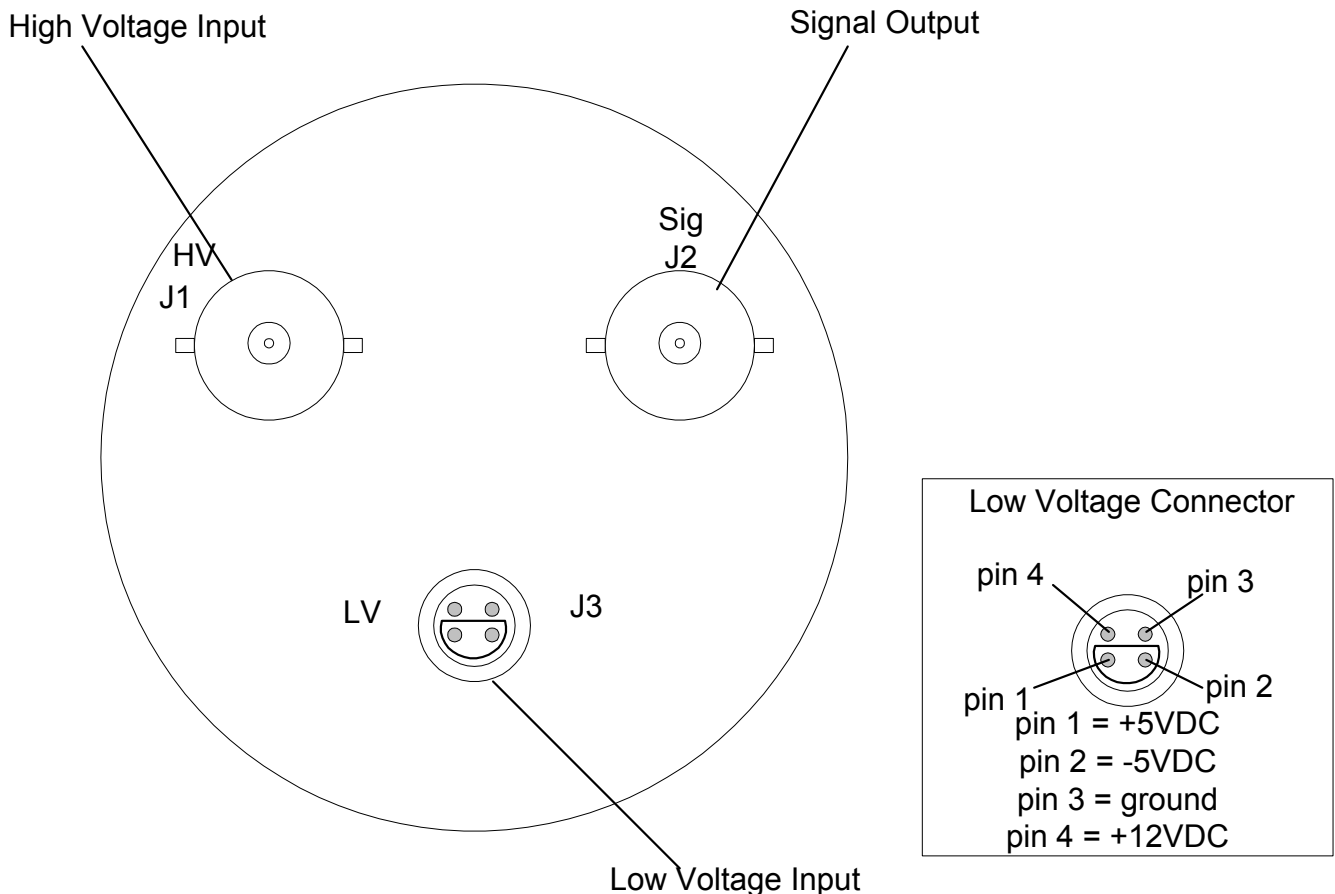 High Voltage Input
Signal Output
HV
J1
Sig
J2
LV
J3
Low Voltage Input
Low Voltage Connector
pin 4
pin 3
pin 1
pin 2
pin 1 = +5VDC
pin 2 = -5VDC
pin 3 = ground
pin 4 = +12VDC